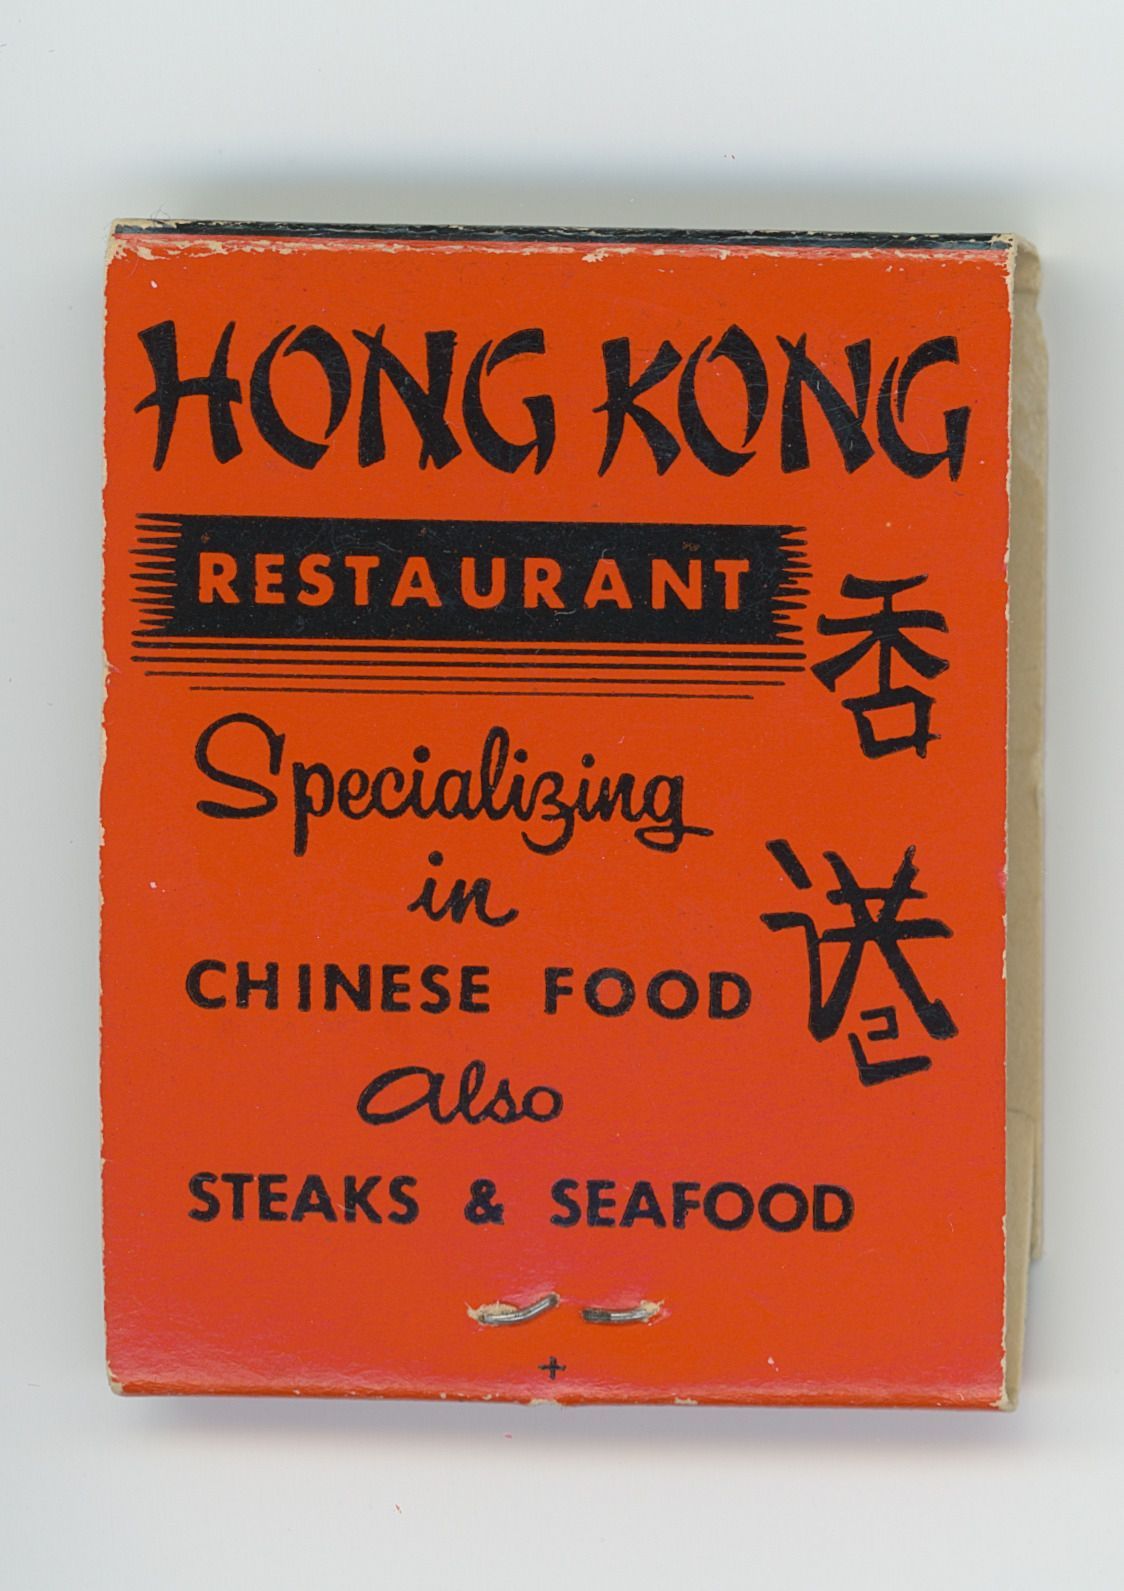 HONG KONG
RESTAURANT
香港
Specializing
in
CHINESE FOOD
also
STEAKS & SEAFOOD